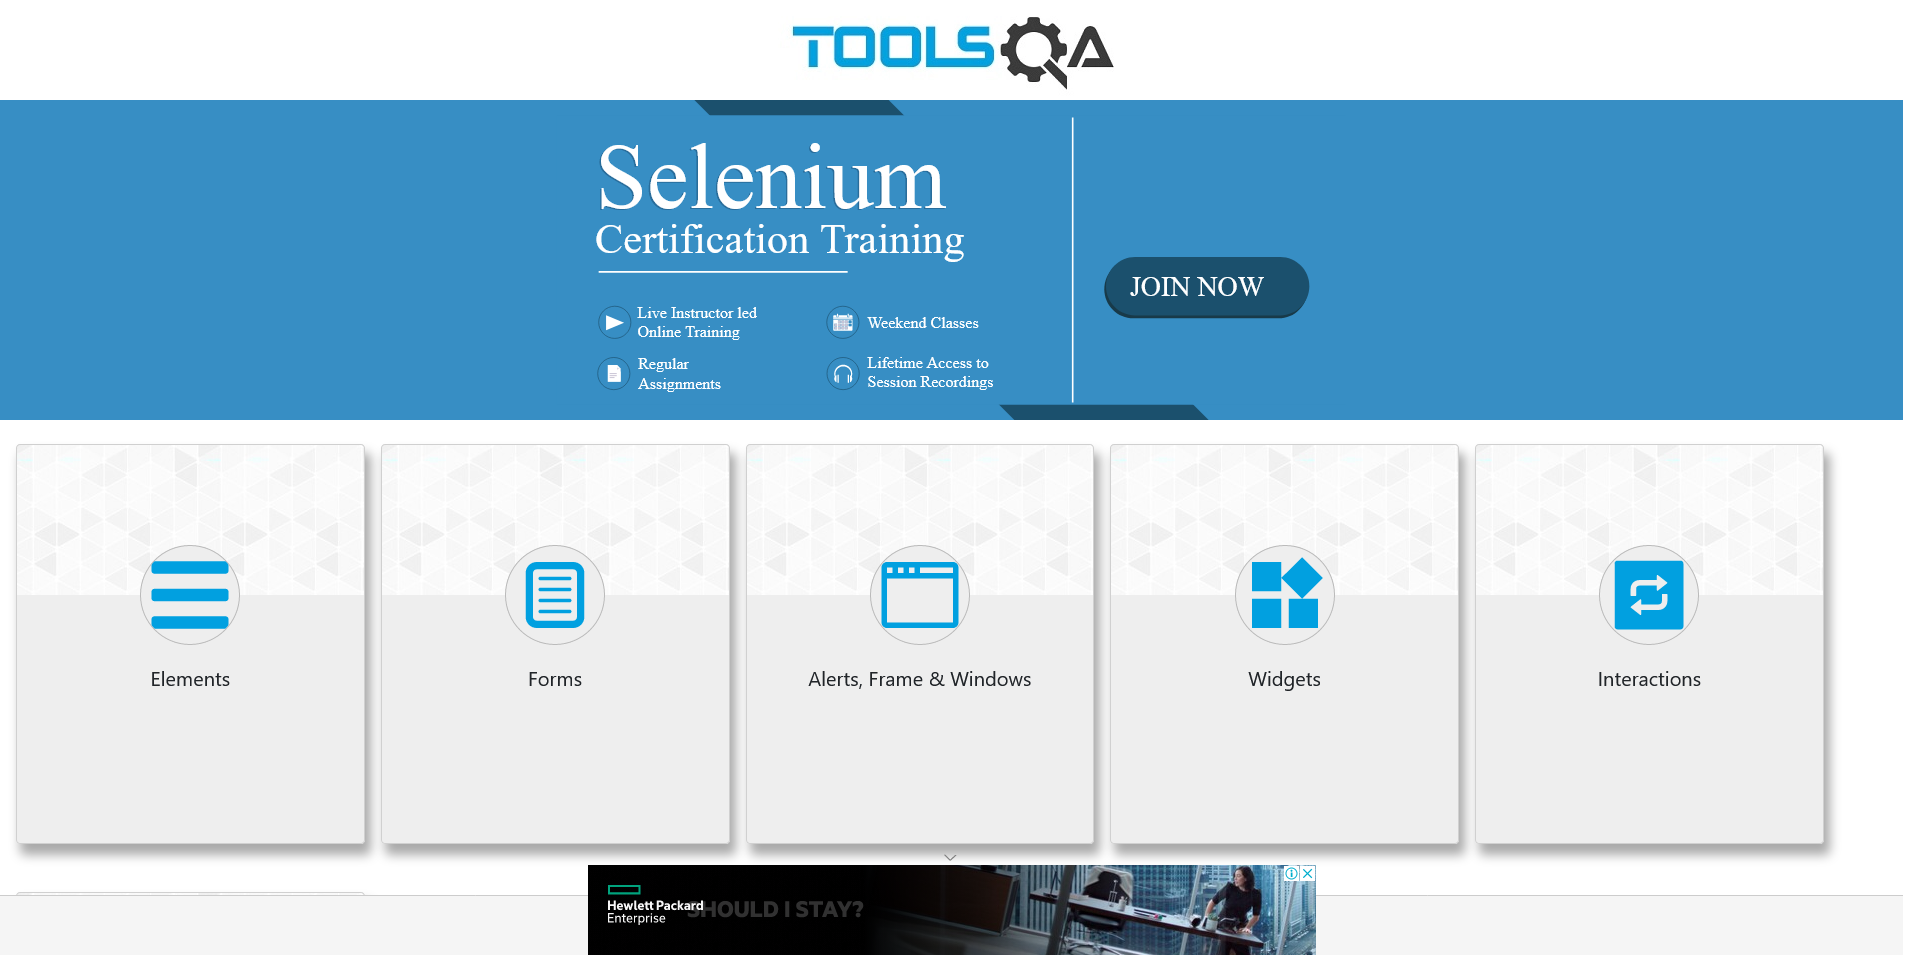 TOOLSQA
Selenium
Certification Training
JOIN NOW
Live Instructor led
Online Training
Weekend Classes
Regular
Assignments
Lifetime Access to
Session Recordings
Elements
Forms
Alerts, Frame & Windows
Widgets
Interactions
Hewlett Packard
Enterprise
SHOULD I STAY?